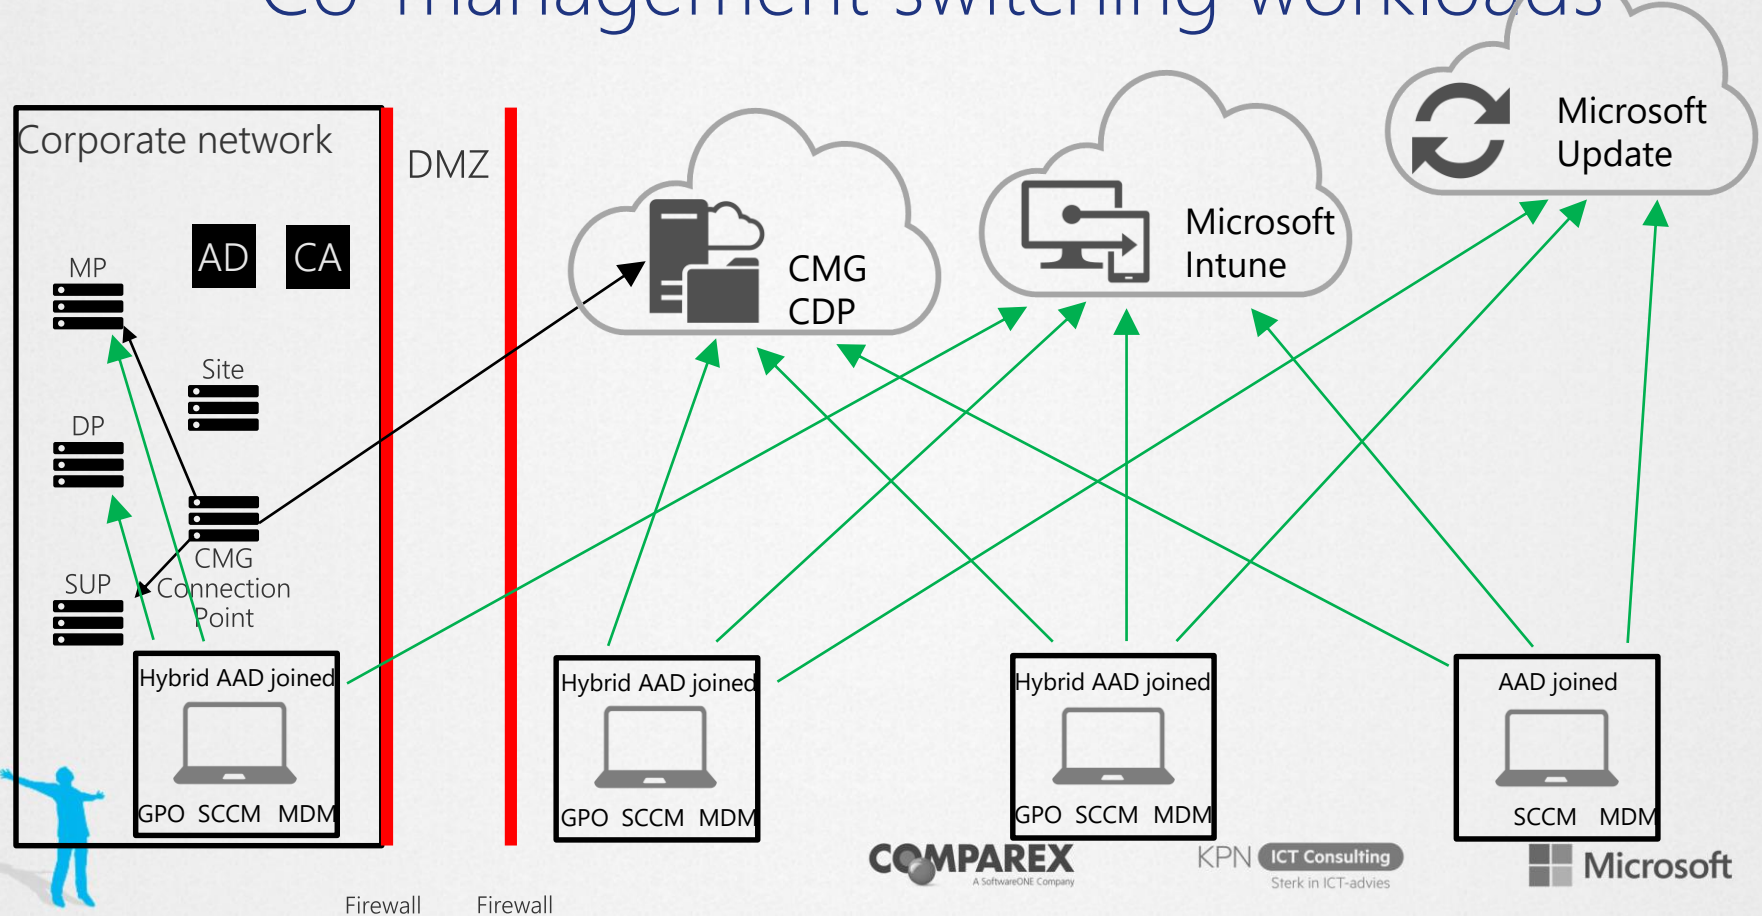 Co-management switching workloads
Corporate network
DMZ
AD
CA
MP
Site
DP
CMG
Connection
Point
SUP
CMG
CDP
Microsoft
Intune
Microsoft
Update
Hybrid AAD joined
GPO SCCM MDM
Hybrid AAD joined
GPO SCCM MDM
Hybrid AAD joined
GPO SCCM MDM
AAD joined
SCCM MDM
Firewall
Firewall
COMPAREX
A SoftwareONE Company
KPN ICT Consulting
Sterk in ICT-advies
Microsoft